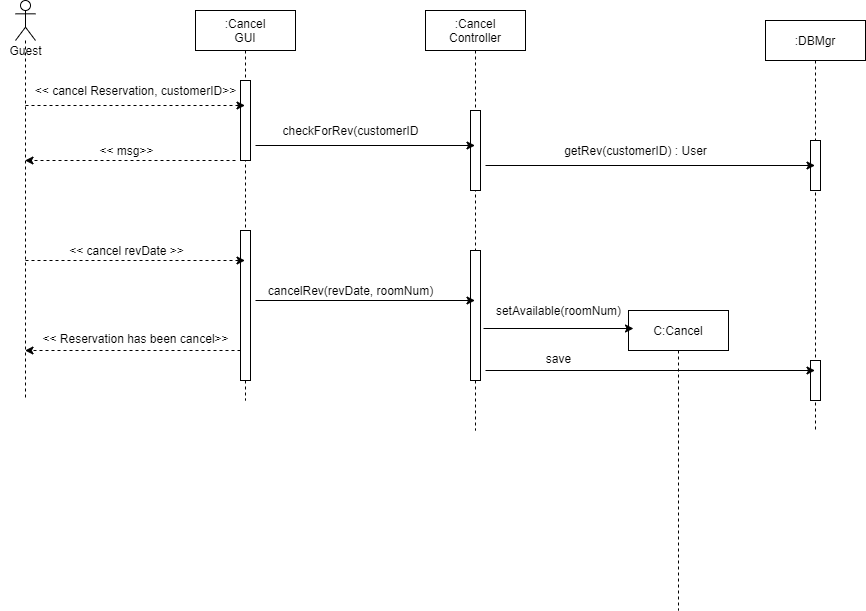 :Cancel
GUI
:Cancel
Controller
:DBMgr
Guest
<< cancel Reservation, customerID>>
checkForRev(customerID
<< msg>>
getRev(customerID) : User
<< cancel revDate >>
cancelRev(revDate, roomNum)
setAvailable(roomNum)
C:Cancel
<< Reservation has been cancel>>
save